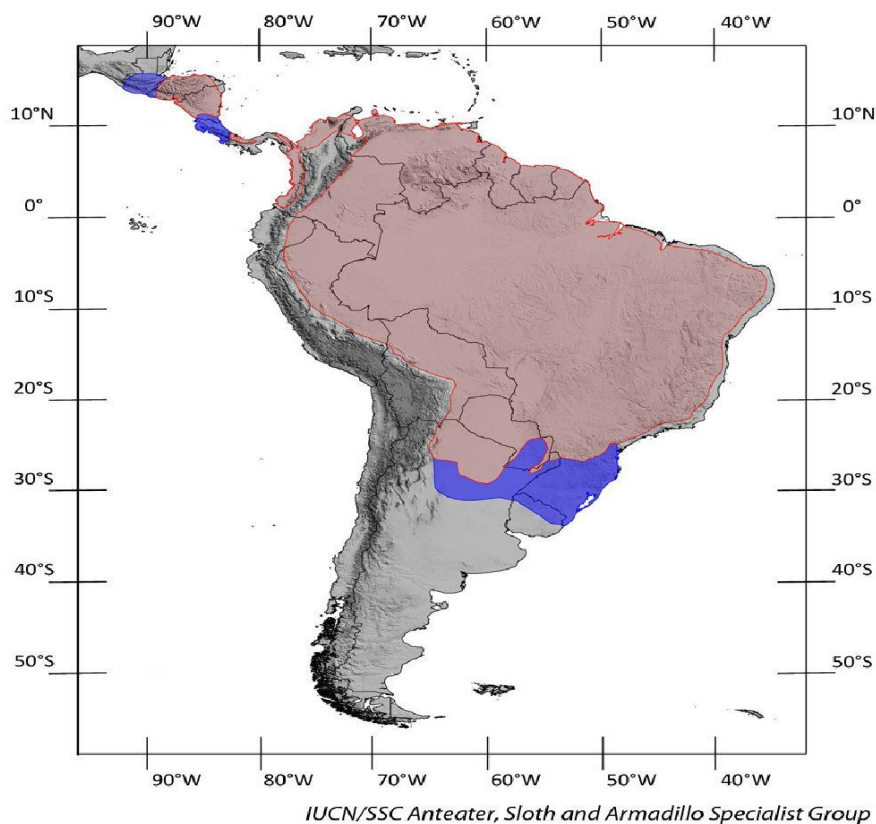 90°W 80°W 70°W 60°W 50°W 40°W
10°N 10°N
0° 0°
10°S 10°S
20°S 20°S
30°S 30°S
40°S 40°S
50°S 50°S
90°W 80°W 70°W 60°W 50°W 40°W
IUCN/SSC Anteater, Sloth and Armadillo Specialist Group